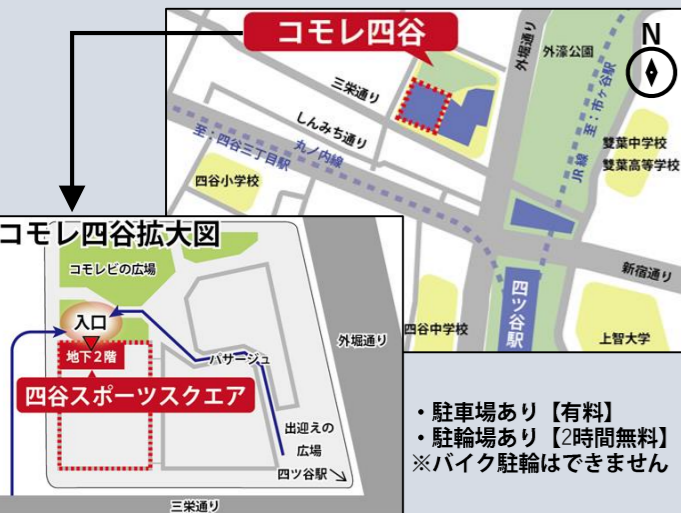 コモレ四谷
外堀通り
外濠公園
N
三栄通り
しんみち通り
丸ノ内線
至：四谷三丁目駅
四谷小学校
JR線 至：市ヶ谷駅
雙葉中学校
雙葉高等学校
新宿通り
四ツ谷駅
四谷中学校
上智大学
コモレ四谷拡大図
コモレビの広場
入口
地下2階
パサージュ
外堀通り
四谷スポーツスクエア
出迎えの
広場
四ツ谷駅
三栄通り
・駐車場あり【有料】
・駐輪場あり【2時間無料】
※バイク駐輪はできません